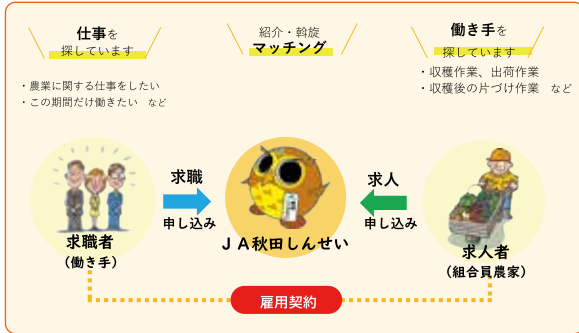 仕事を
探しています
・農業に関する仕事をしたい
・この期間だけ働きたい　など
紹介・斡旋
マッチング
働き手を
探しています
・収穫作業、出荷作業
・収穫後の片づけ作業　など
求職
申し込み
求人
申し込み
求職者
（働き手）
ＪＡ秋田しんせい
求人者
（組合員農家）
雇用契約